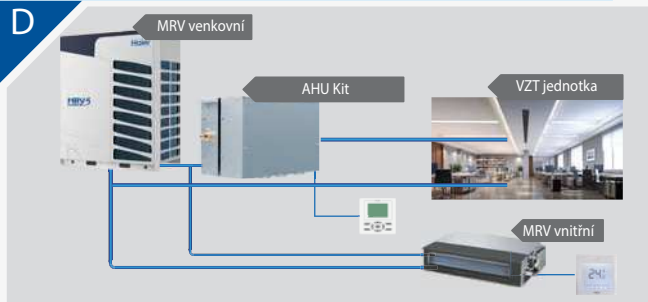 D
MRV venkovní
Haier
MRV5
AHU Kit
VZT jednotka
MRV vnitřní
24